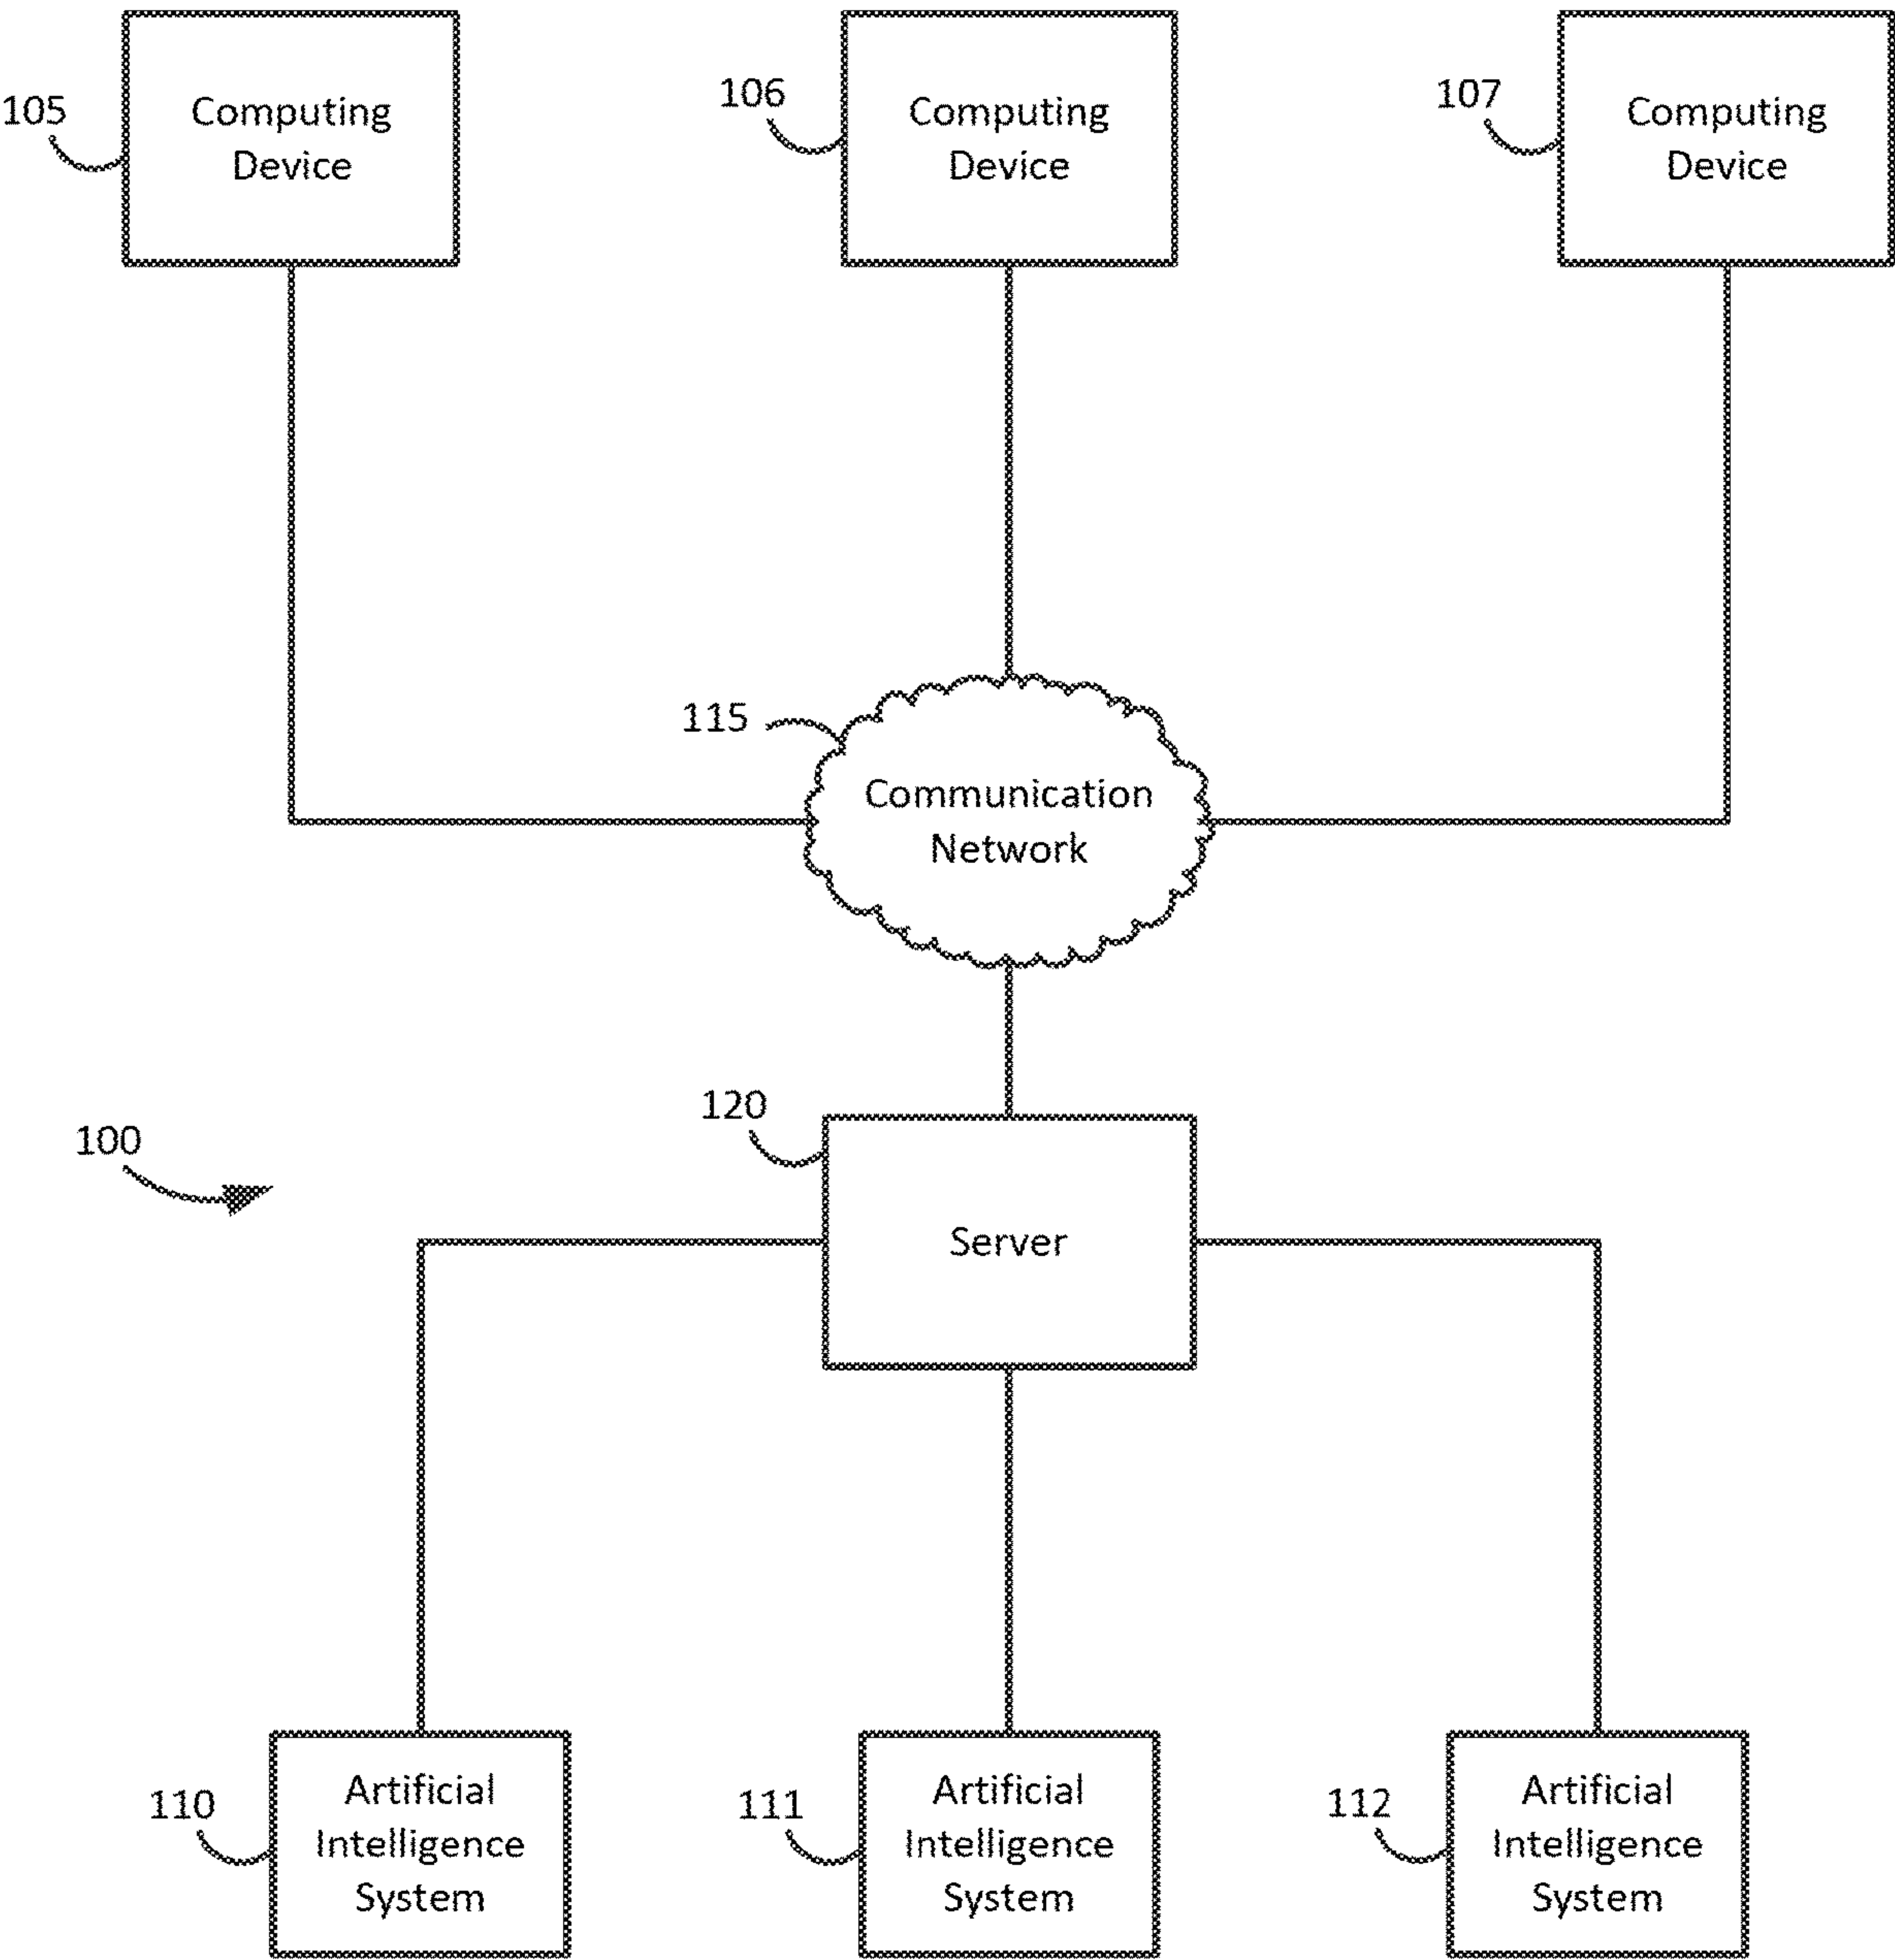 105
Computing
Device
106
Computing
Device
107
Computing
Device
115
Communication
Network
120
100
Server
110
Artificial
Intelligence
System
111
Artificial
Intelligence
System
112
Artificial
Intelligence
System